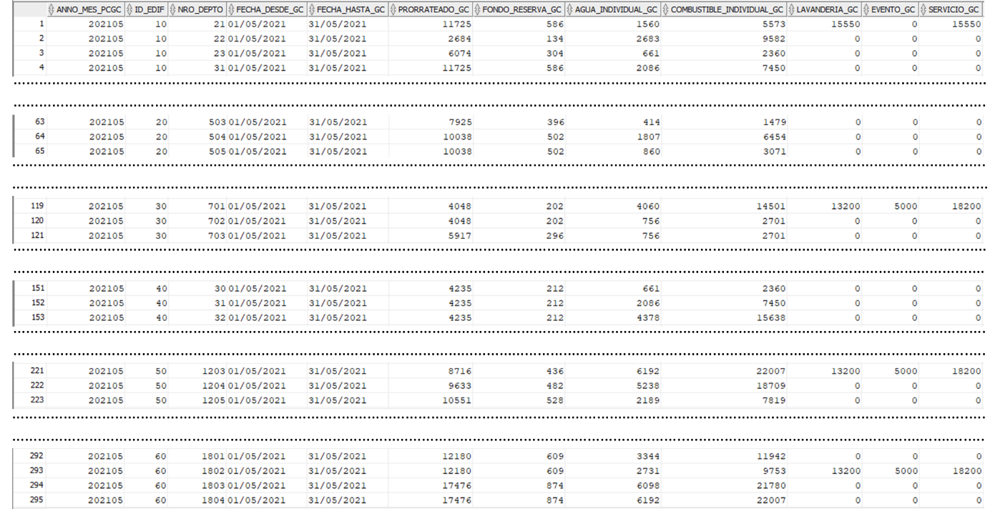 ANNO_MES_PCGC ID_EDIF NRO_DEPTO FECHA_DESDE_GC FECHA_HASTA_GC PRORRATEADO_GC FONDO_RESERVA_GC AGUA_INDIVIDUAL_GC COMBUSTIBLE_INDIVIDUAL_GC LAVANDERIA_GC EVENTO_GC SERVICIO_GC
1 202105 10 21 01/05/2021 31/05/2021 11725 586 1560 5573 15550 0 15550
2 202105 10 22 01/05/2021 31/05/2021 2684 134 2683 9582 0 0 0
3 202105 10 23 01/05/2021 31/05/2021 6074 304 661 2360 0 0 0
4 202105 10 31 01/05/2021 31/05/2021 11725 586 2086 7450 0 0 0
63 202105 20 503 01/05/2021 31/05/2021 7925 396 414 1479 0 0 0
64 202105 20 504 01/05/2021 31/05/2021 10038 502 1807 6454 0 0 0
65 202105 20 505 01/05/2021 31/05/2021 10038 502 860 3071 0 0 0
119 202105 30 701 01/05/2021 31/05/2021 4048 202 4060 14501 13200 5000 18200
120 202105 30 702 01/05/2021 31/05/2021 4048 202 756 2701 0 0 0
121 202105 30 703 01/05/2021 31/05/2021 5917 296 756 2701 0 0 0
151 202105 40 30 01/05/2021 31/05/2021 4235 212 661 2360 0 0 0
152 202105 40 31 01/05/2021 31/05/2021 4235 212 2086 7450 0 0 0
153 202105 40 32 01/05/2021 31/05/2021 4235 212 4378 15638 0 0 0
221 202105 50 1203 01/05/2021 31/05/2021 8716 436 6192 22007 13200 5000 18200
222 202105 50 1204 01/05/2021 31/05/2021 9633 482 5238 18709 0 0 0
223 202105 50 1205 01/05/2021 31/05/2021 10551 528 2189 7819 0 0 0
292 202105 60 1801 01/05/2021 31/05/2021 12180 609 3344 11942 0 0 0
293 202105 60 1802 01/05/2021 31/05/2021 12180 609 2731 9753 13200 5000 18200
294 202105 60 1803 01/05/2021 31/05/2021 17476 874 6098 21780 0 0 0
295 202105 60 1804 01/05/2021 31/05/2021 17476 874 6192 22007 0 0 0